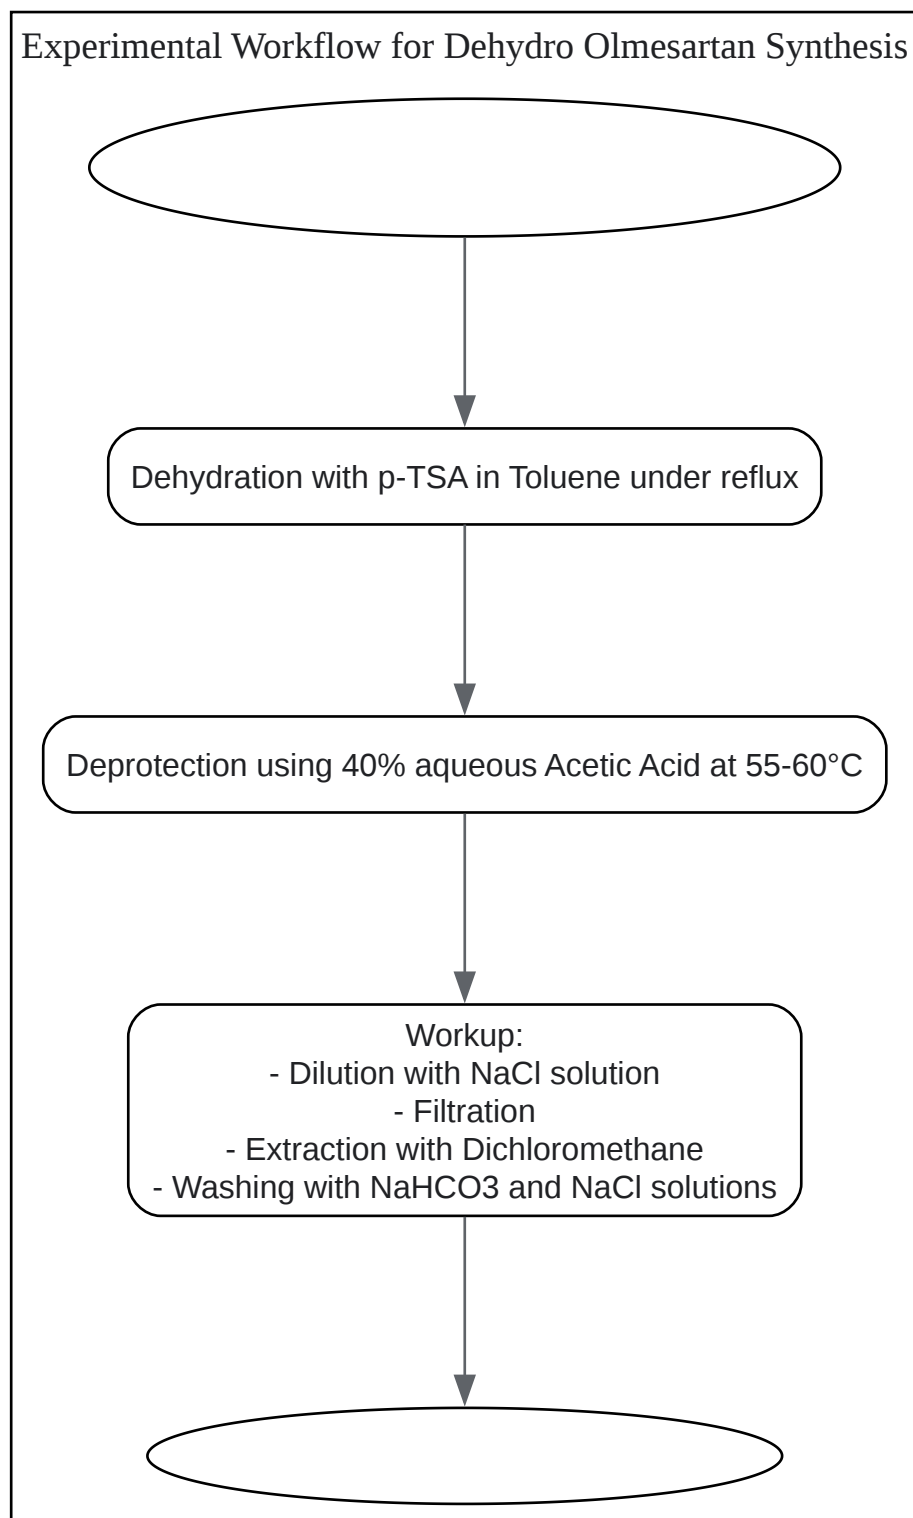 Experimental Workflow for Dehydro Olmesartan Synthesis
Dehydration with p-TSA in Toluene under reflux
Deprotection using 40% aqueous Acetic Acid at 55-60°C
Workup:
- Dilution with NaCl solution
- Filtration
- Extraction with Dichloromethane
- Washing with NaHCO3 and NaCl solutions